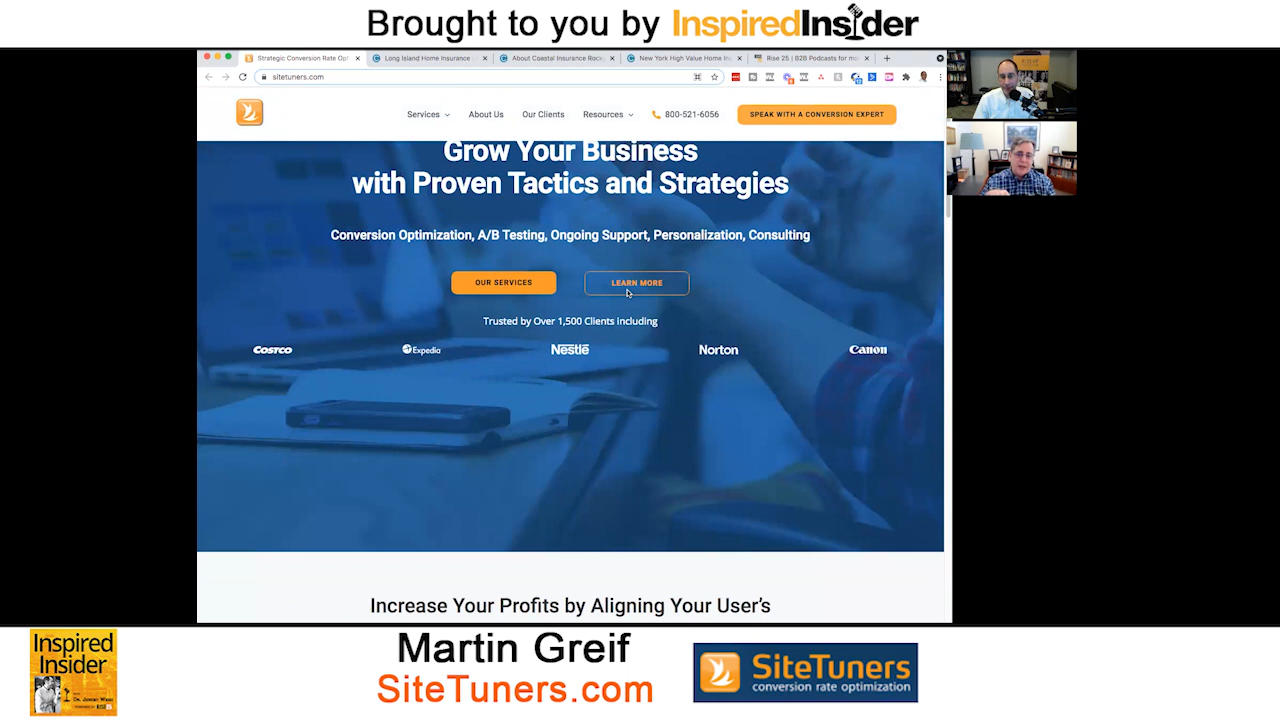 Brought to you by InspiredInsider
Strategic Conversion Rate Opt
Long Island Home Insurance
About Coastal Insurance
New York High Value Home In
Rise 25 | B2B Podcasts for mo
sitetuners.com
Services
About Us
Our Clients
Resources
800-521-6056
SPEAK WITH A CONVERSION EXPERT
Grow Your Business
with Proven Tactics and Strategies
Conversion Optimization, A/B Testing, Ongoing Support, Personalization, Consulting
OUR SERVICES
LEARN MORE
Trusted by Over 1,500 Clients including
COSTCO
Expedia
Nestlé
Norton
Canon
Increase Your Profits by Aligning Your User's
Inspired
Insider
Martin Greif
SiteTuners.com
SiteTuners
conversion rate optimization